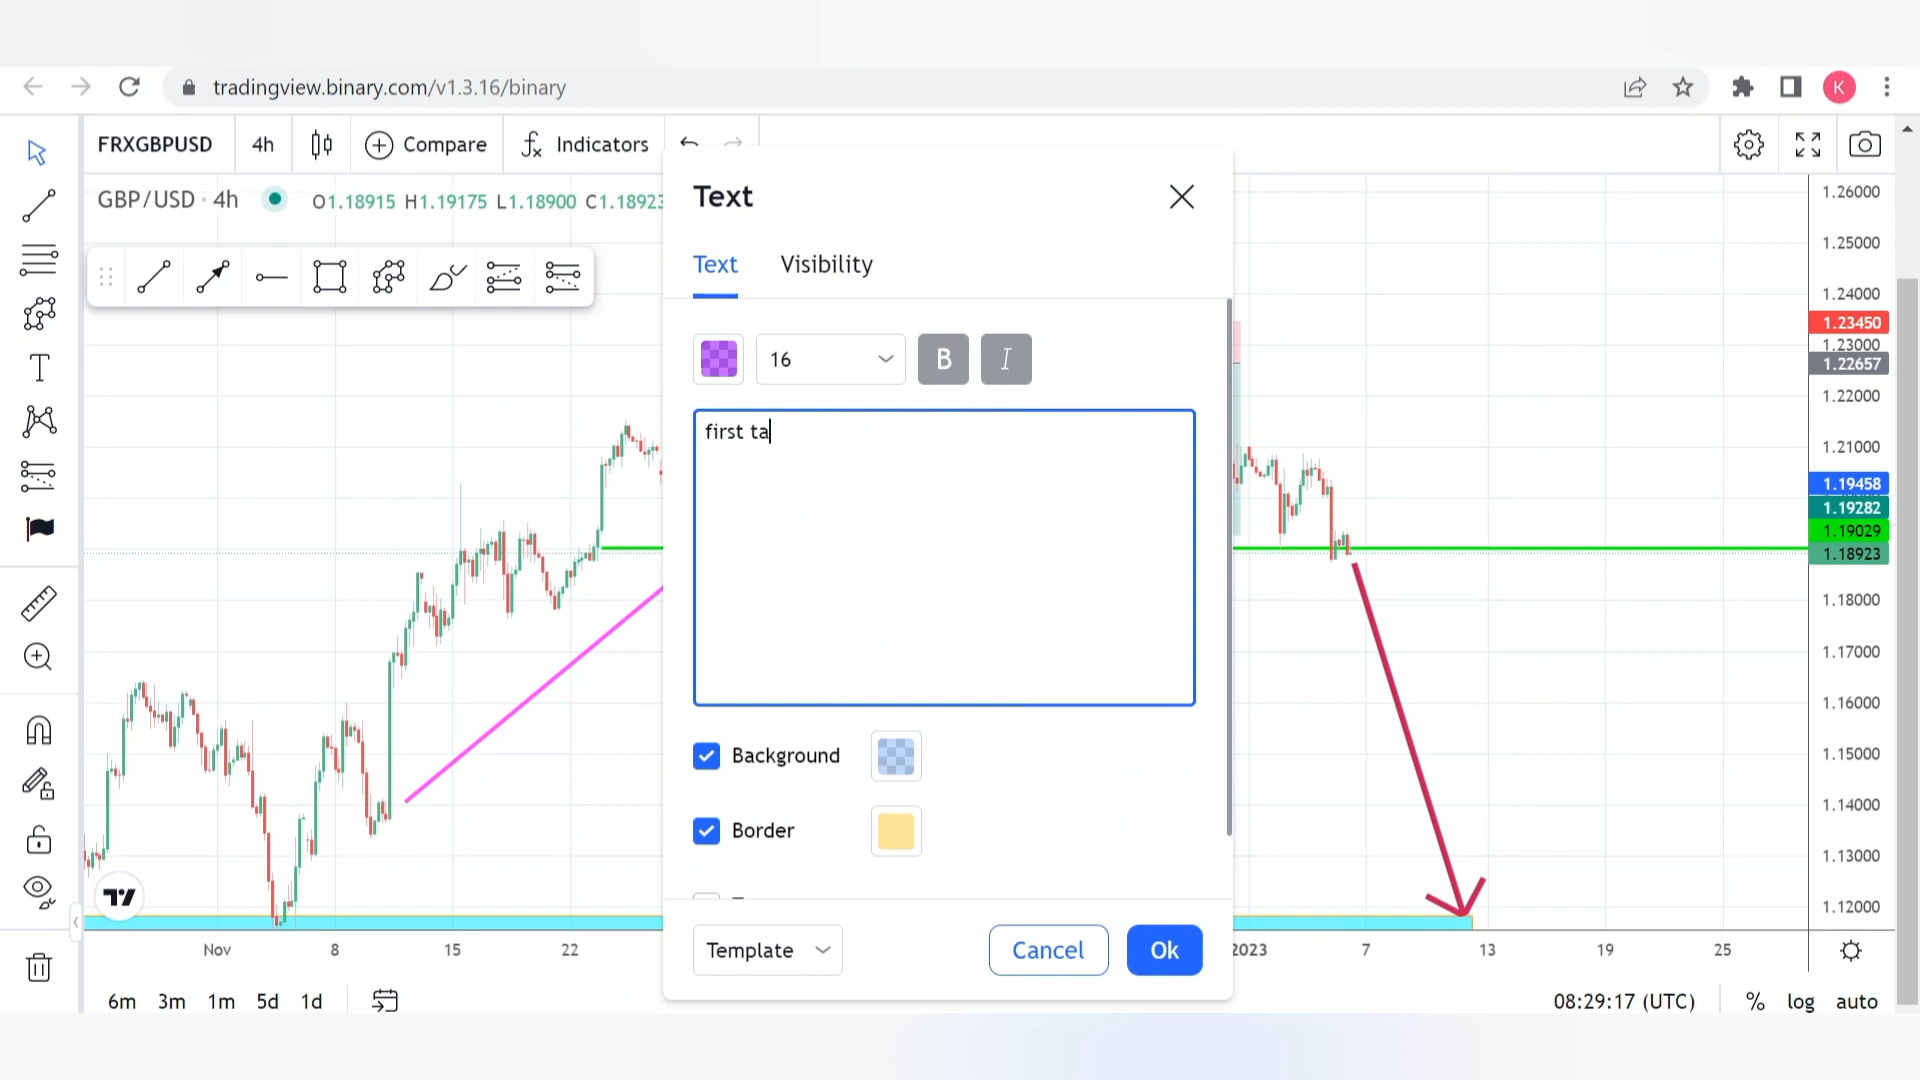 tradingview.binary.com/v1.3.16/binary
K
FRXGBPUSD
4h
Compare
Indicators
GBP/USD · 4h
O1.18915 H1.19175 L1.18900 C1.18923
Text
Text
Visibility
16
B
I
first ta
Background
Border
Template
Cancel
Ok
1.26000
1.25000
1.24000
1.23450
1.23000
1.22657
1.22000
1.21000
1.19458
1.19282
1.19029
1.18923
1.18000
1.17000
1.16000
1.15000
1.14000
1.13000
1.12000
Nov
8
15
22
2023
7
13
19
25
6m
3m
1m
5d
1d
08:29:17 (UTC)
%
log
auto